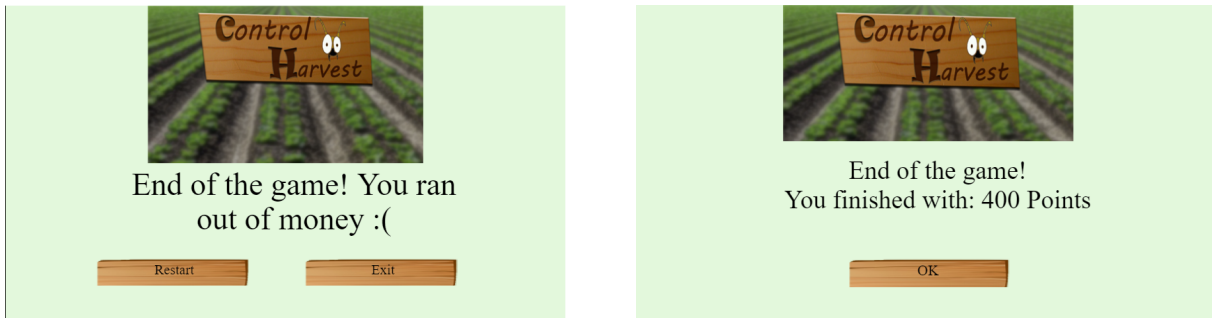 Control
Harvest
End of the game! You ran
out of money :(
Restart
Exit
Control
Harvest
End of the game!
You finished with: 400 Points
OK